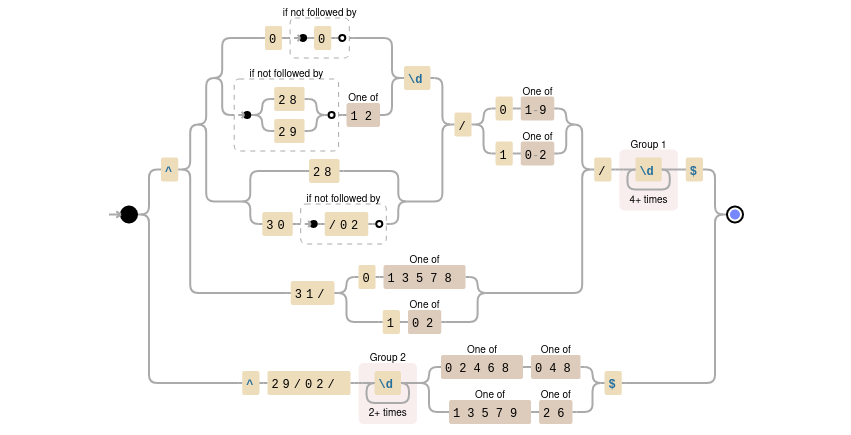 if not followed by
0 0
if not followed by
\d
28
One of
29
1 2
One of
/ 0 1-9
One of
1 0-2
^
28
/
Group 1
\d
$
4+ times
if not followed by
30 /02
One of
0 1 3 5 7 8
31/
One of
1 0 2
One of One of
0 2 4 6 8 0 4 8
Group 2
^ 29/02/ \d
$
One of One of
2+ times
1 3 5 7 9 2 6